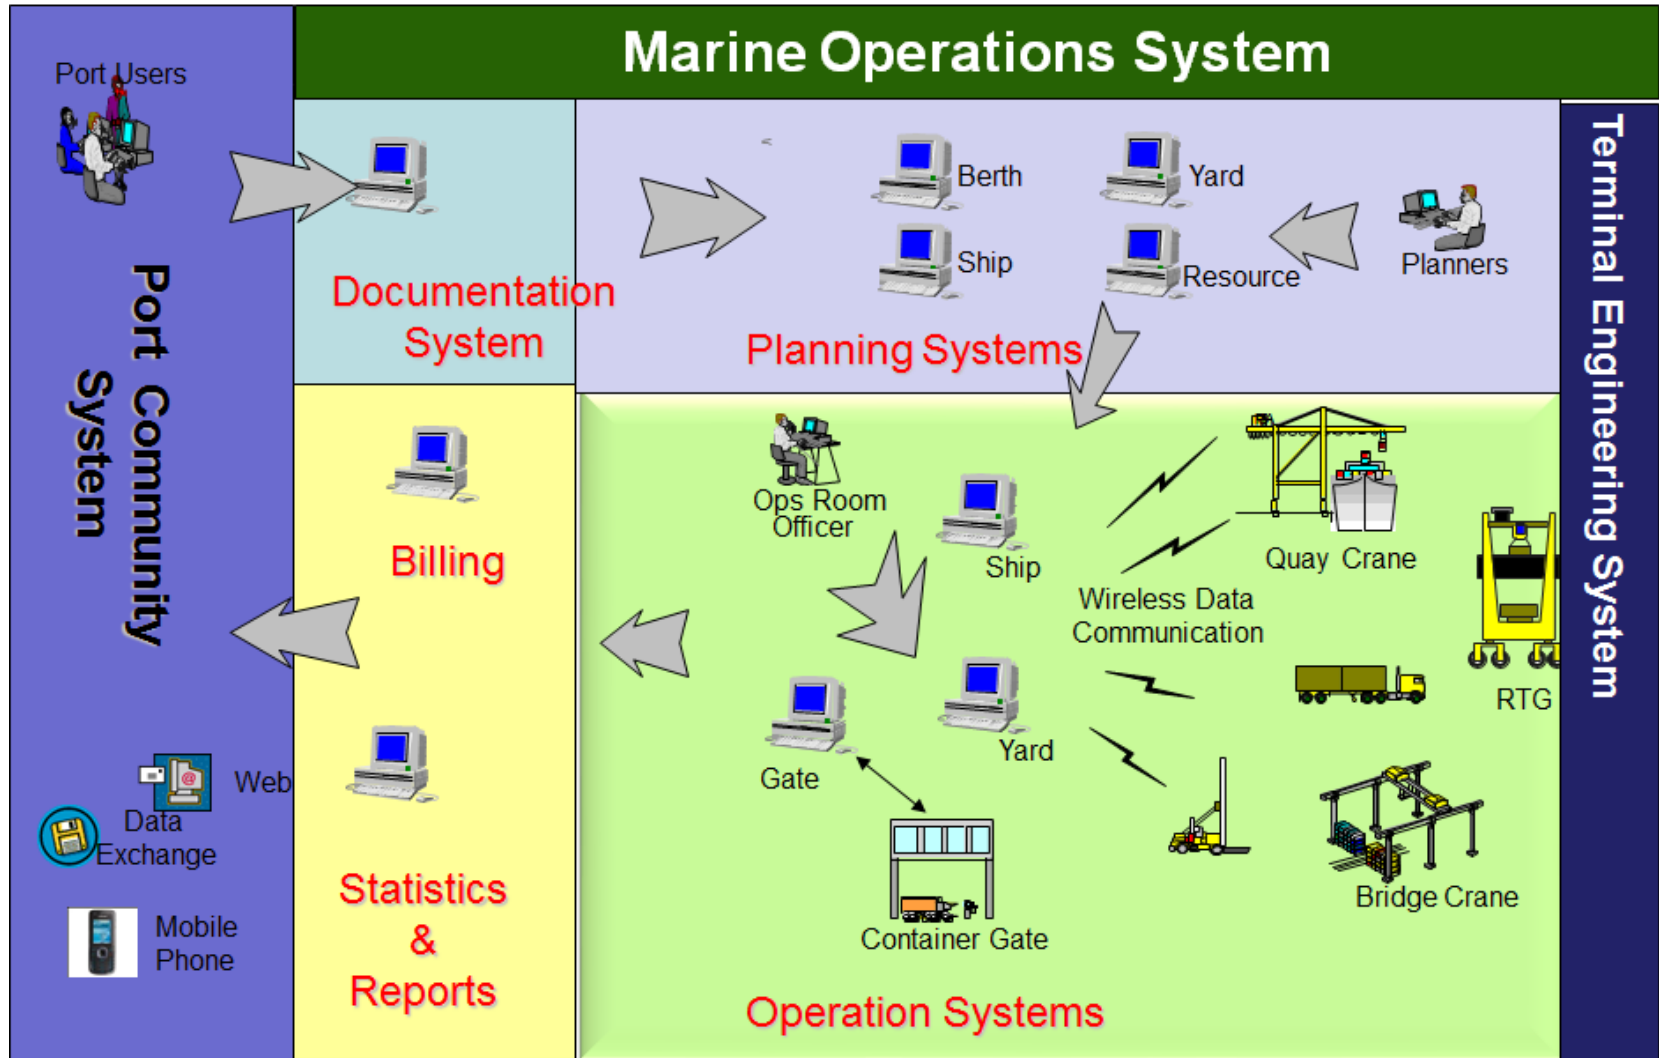 Marine Operations System
Port Users
Port Community
System
Web
Data
Exchange
Mobile
Phone
Documentation
System
Berth
Yard
Ship
Resource
Planners
Planning Systems
Billing
Statistics
&
Reports
Ops Room
Officer
Ship
Quay Crane
Wireless Data
Communication
RTG
Yard
Gate
Container Gate
Bridge Crane
Operation Systems
Terminal Engineering System